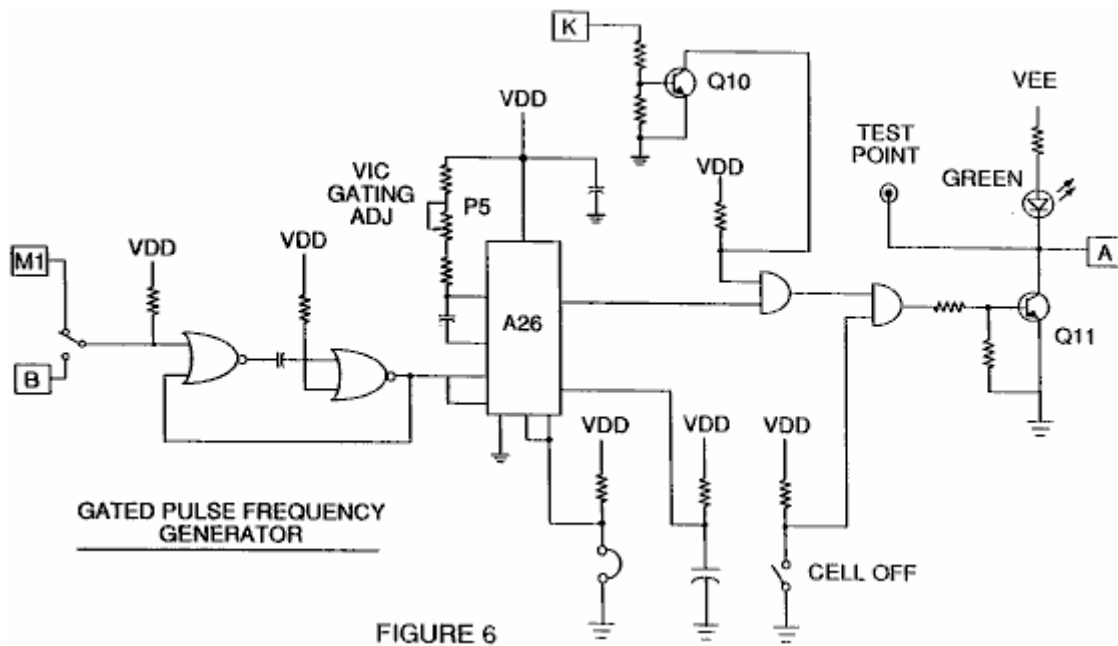 K
Q10
VDD
VEE
TEST
POINT
VIC
GATING
ADJ
P5
VDD
GREEN
M1
VDD
VDD
A
A26
Q11
B
VDD
VDD
VDD
GATED PULSE FREQUENCY
GENERATOR
CELL OFF
FIGURE 6